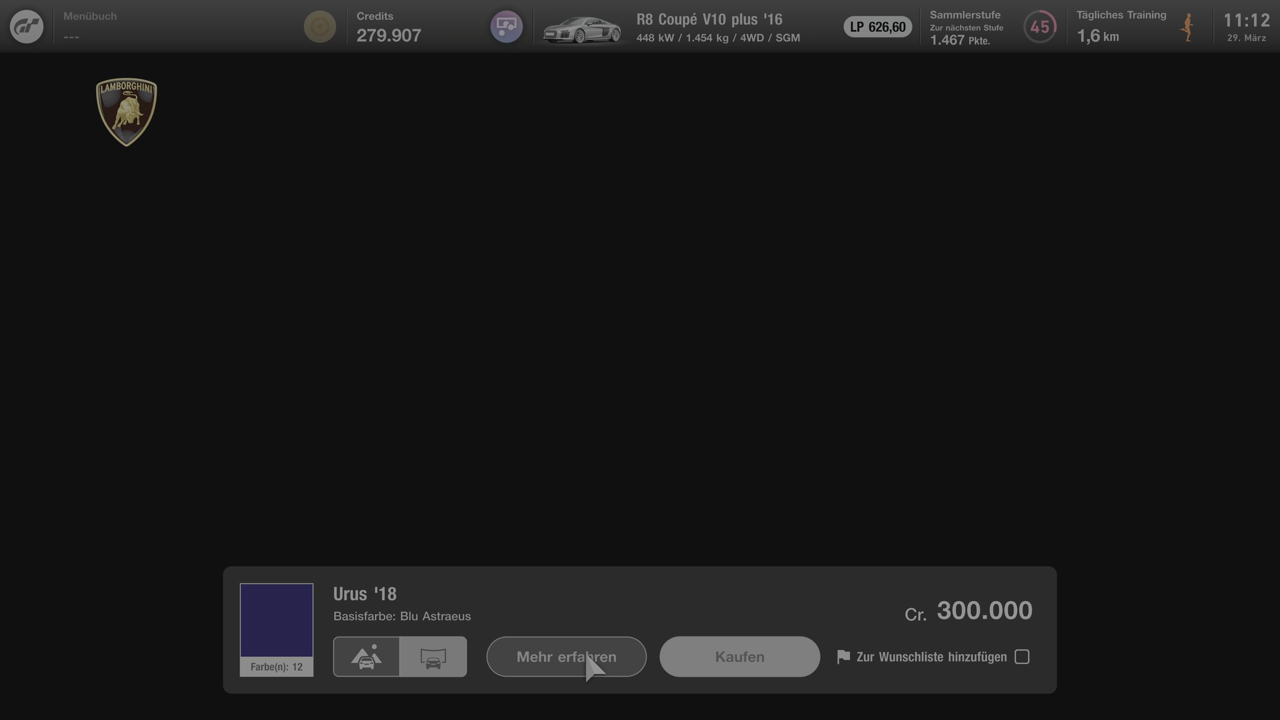 Menübuch
---
Credits
279.907
R8 Coupé V10 plus '16
448 kW / 1.454 kg / 4WD / SGM
LP 626,60
Sammlerstufe
Zur nächsten Stufe
1.467 Pkte.
45
Tägliches Training
1,6 km
11:12
29. März
LAMBORGHINI
Urus '18
Basisfarbe: Blu Astraeus
Cr. 300.000
Farbe(n): 12
Mehr erfahren
Kaufen
Zur Wunschliste hinzufügen